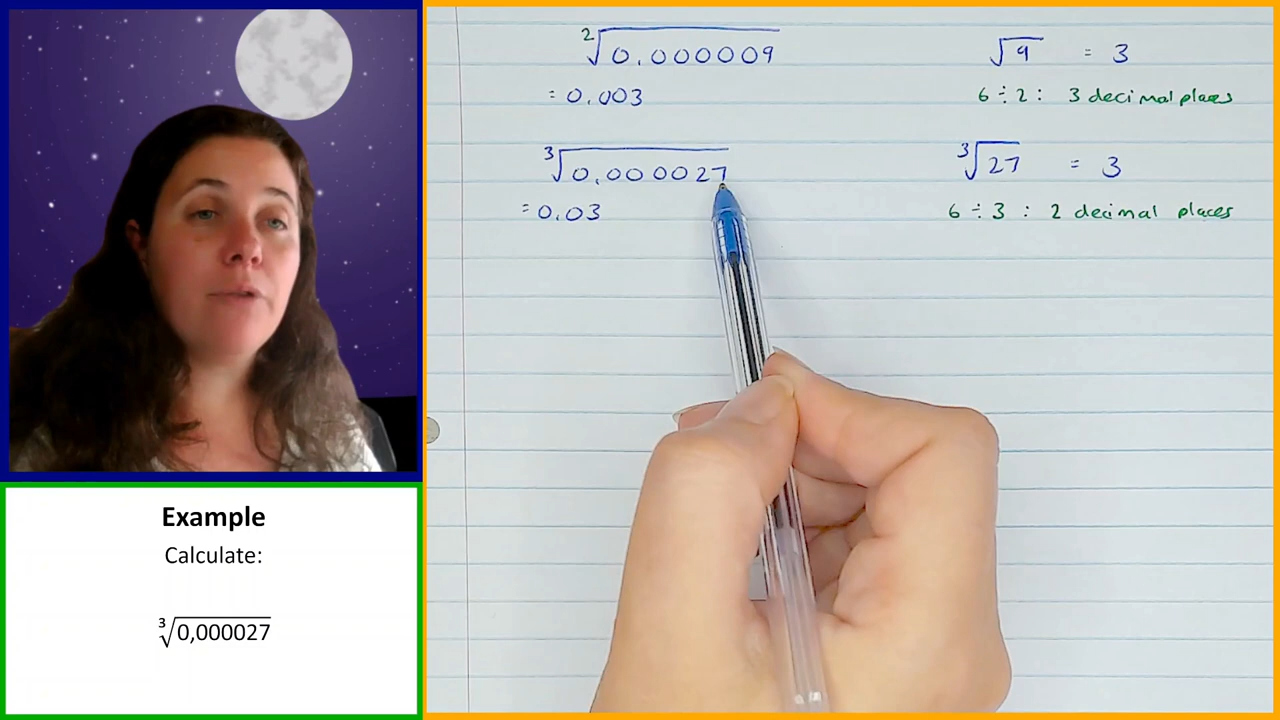 ²√0,000009 √9 = 3
= 0,003 6 ÷ 2 : 3 decimal places
³√0,000027 ³√27 = 3
= 0,03 6 ÷ 3 : 2 decimal places
Example
Calculate:
³√0,000027